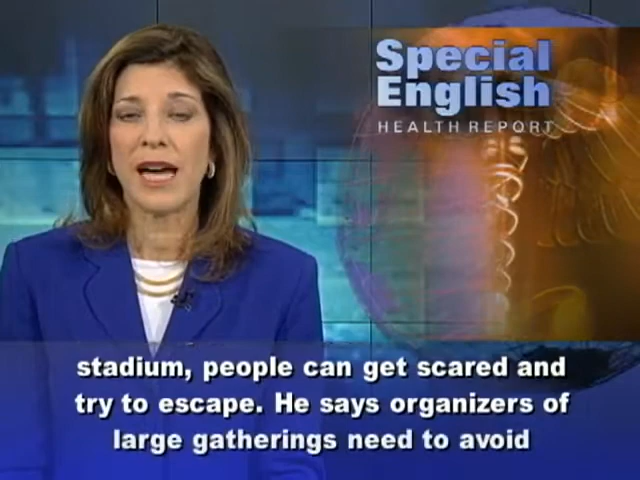 Special
English
HEALTH REPORT
stadium, people can get scared and
try to escape. He says organizers of
large gatherings need to avoid